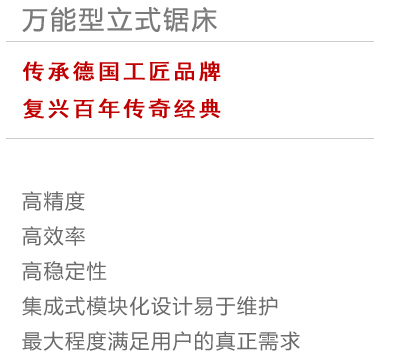 万能型立式锯床
传承德国工匠品牌
复兴百年传奇经典
高精度
高效率
高稳定性
集成式模块化设计易于维护
最大程度满足用户的真正需求